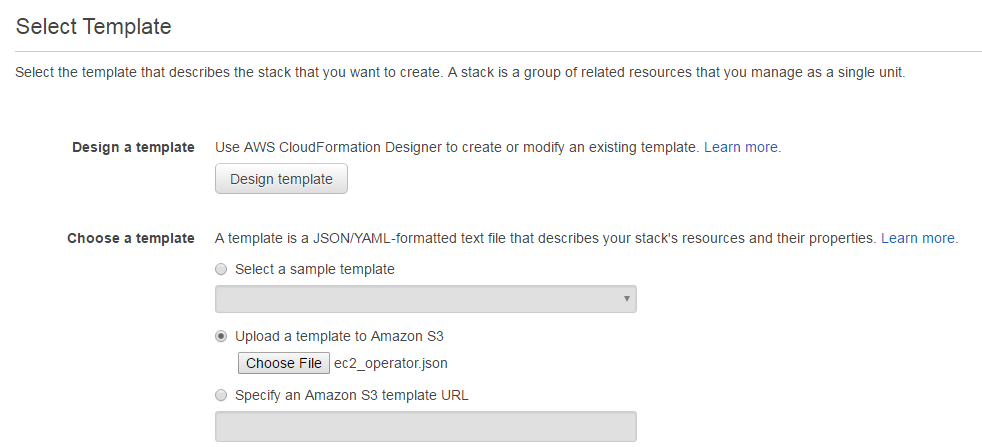 Select Template
Select the template that describes the stack that you want to create. A stack is a group of related resources that you manage as a single unit.
Design a template
Use AWS CloudFormation Designer to create or modify an existing template. Learn more.
Design template
Choose a template
A template is a JSON/YAML-formatted text file that describes your stack's resources and their properties. Learn more.
Select a sample template
Upload a template to Amazon S3
Choose File ec2_operator.json
Specify an Amazon S3 template URL